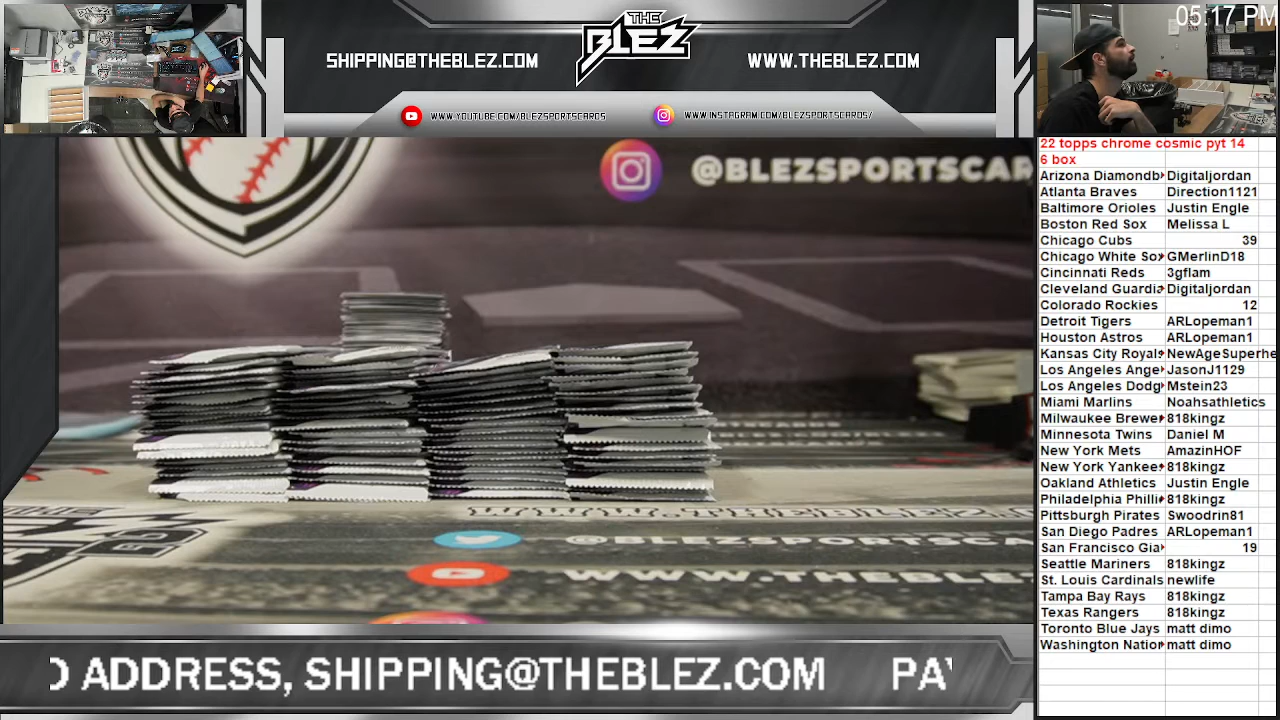 05:17 PM
THE
BLEZ
SHIPPING@THEBLEZ.COM
WWW.THEBLEZ.COM
WWW.YOUTUBE.COM/BLEZSPORTSCARDS
WWW.INSTAGRAM.COM/BLEZSPORTSCARDS/
@BLEZSPORTSCAR
22 topps chrome cosmic pyt 14
6 box
Arizona Diamondb Digitaljordan
Atlanta Braves Direction1121
Baltimore Orioles Justin Engle
Boston Red Sox Melissa L
Chicago Cubs 39
Chicago White Sox GMerlinD18
Cincinnati Reds 3gflam
Cleveland Guardia Digitaljordan
Colorado Rockies 12
Detroit Tigers ARLopeman1
Houston Astros ARLopeman1
Kansas City Royals NewAgeSuperhe
Los Angeles Ange JasonJ1129
Los Angeles Dodg Mstein23
Miami Marlins Noahsathletics
Milwaukee Brewe 818kingz
Minnesota Twins Daniel M
New York Mets AmazinHOF
New York Yankee 818kingz
Oakland Athletics Justin Engle
Philadelphia Philli 818kingz
Pittsburgh Pirates Swoodrin81
San Diego Padres ARLopeman1
San Francisco Gia 19
Seattle Mariners 818kingz
St. Louis Cardinals newlife
Tampa Bay Rays 818kingz
Texas Rangers 818kingz
Toronto Blue Jays matt dimo
Washington Nation matt dimo
@BLEZSPORTSCA
WWW.THEBLE
ADDRESS, SHIPPING@THEBLEZ.COM PAY